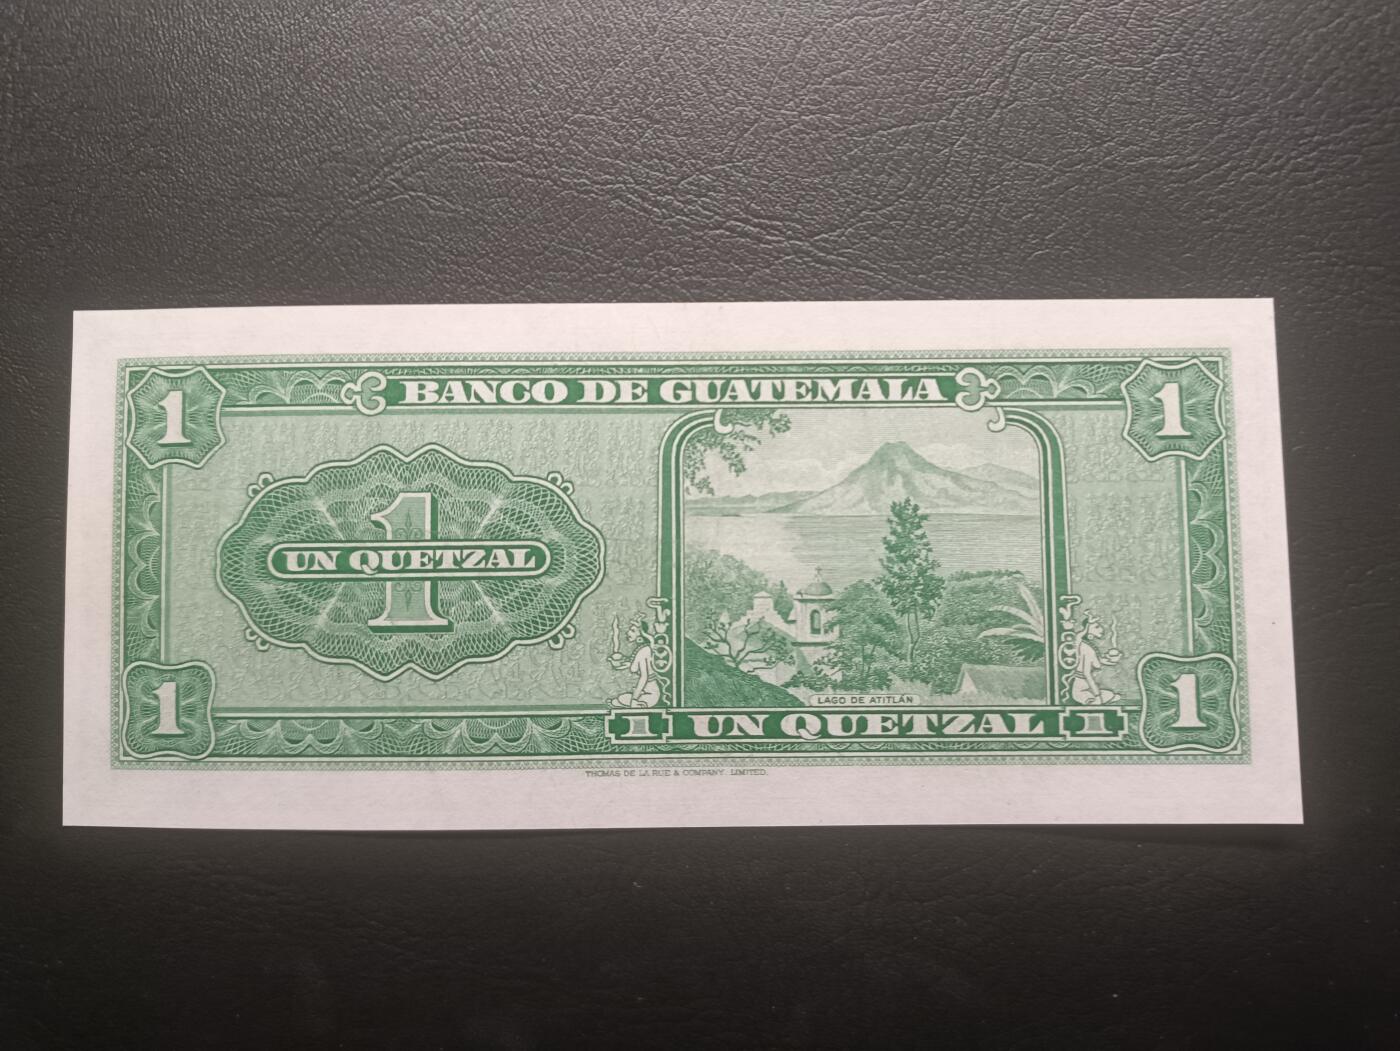 1 BANCO DE GUATEMALA 1
1
UN QUETZAL
LAGO DE ATITLÁN
1 1 UN QUETZAL 1 1
THOMAS DE LA RUE & COMPANY, LIMITED.